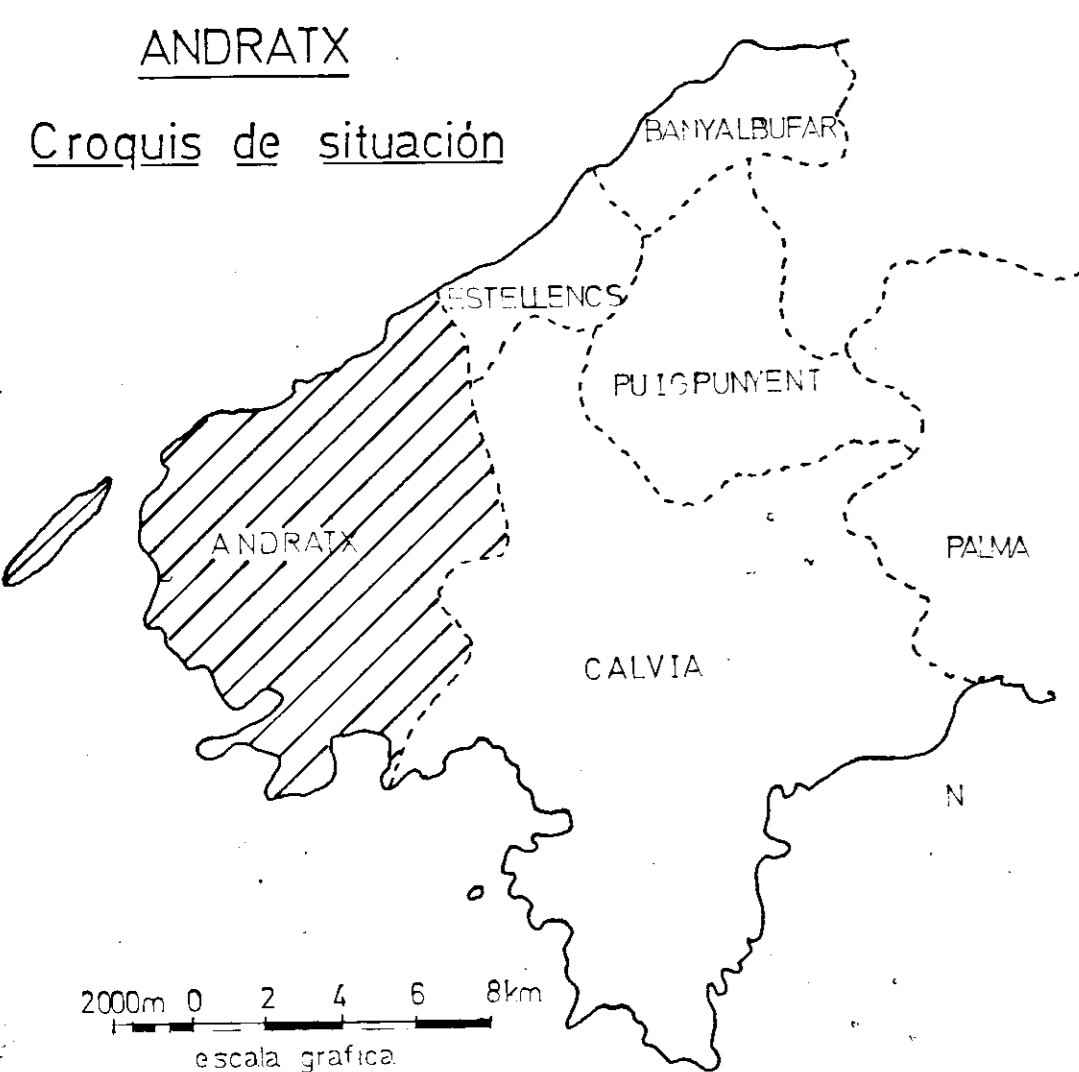 ANDRATX
Croquis de situación
BANYALBUFAR
ESTELLENCS
PUIGPUNYENT
ANDRATX
PALMA
CALVIA
N
2000m 0 2 4 6 8km
escala grafica